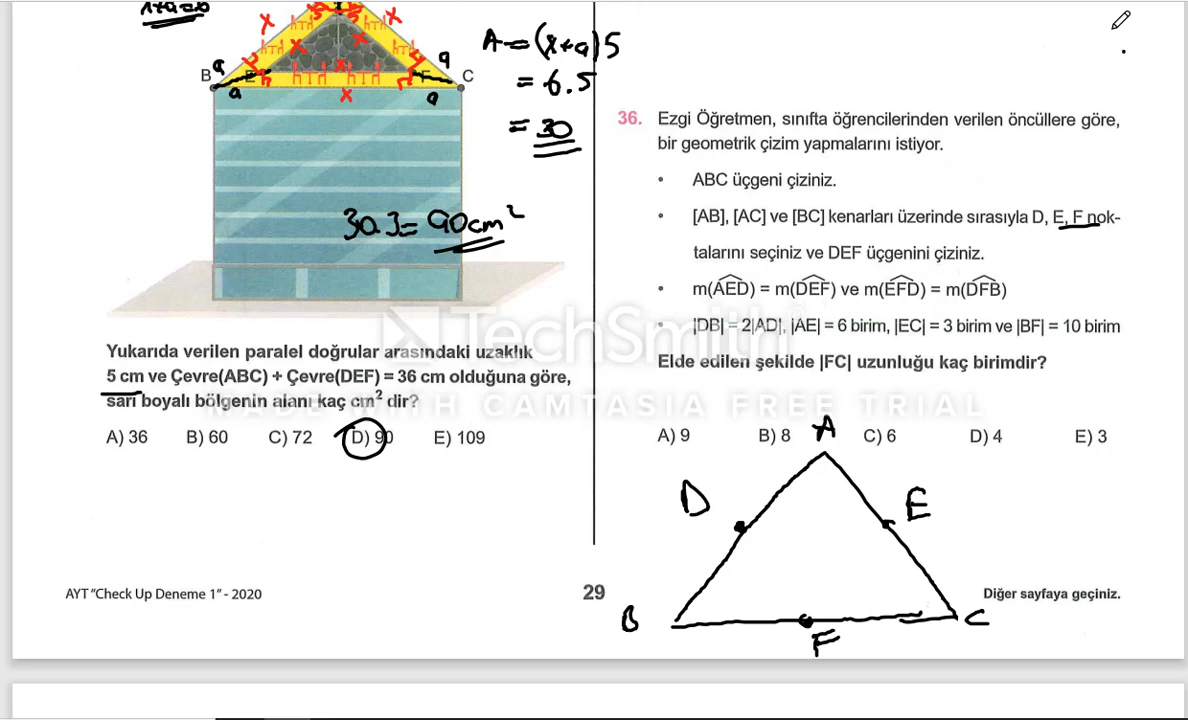 x+a=6
x x
h T h h T h
h T h h T h
a a
x x
B E F C
h T h x h T h
a x a
A = (x+a)5
= 6.5
= 30
30.3= 90cm²
Yukarıda verilen paralel doğrular arasındaki uzaklık
5 cm ve Çevre(ABC) + Çevre(DEF) = 36 cm olduğuna göre,
sarı boyalı bölgenin alanı kaç cm² dir?
A) 36 B) 60 C) 72 D) 90 E) 109
AYT "Check Up Deneme 1" - 2020
29
36. Ezgi Öğretmen, sınıfta öğrencilerinden verilen öncüllere göre,
bir geometrik çizim yapmalarını istiyor.
• ABC üçgeni çiziniz.
• [AB], [AC] ve [BC] kenarları üzerinde sırasıyla D, E, F nok-
talarını seçiniz ve DEF üçgenini çiziniz.
• m(AED) = m(DEF) ve m(EFD) = m(DFB)
• |DB| = 2|AD|, |AE| = 6 birim, |EC| = 3 birim ve |BF| = 10 birim
Elde edilen şekilde |FC| uzunluğu kaç birimdir?
A) 9 B) 8 C) 6 D) 4 E) 3
A
D E
B F C
Diğer sayfaya geçiniz.
TechSmith
MADE WITH CAMTASIA FREE TRIAL